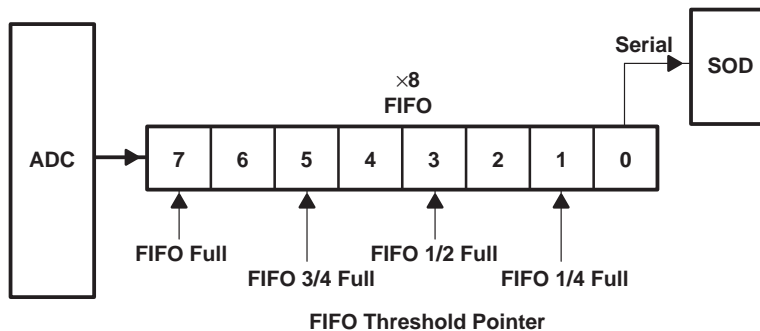 Serial
SOD
×8
FIFO
ADC
7 6 5 4 3 2 1 0
FIFO Full
FIFO 1/2 Full
FIFO 3/4 Full
FIFO 1/4 Full
FIFO Threshold Pointer